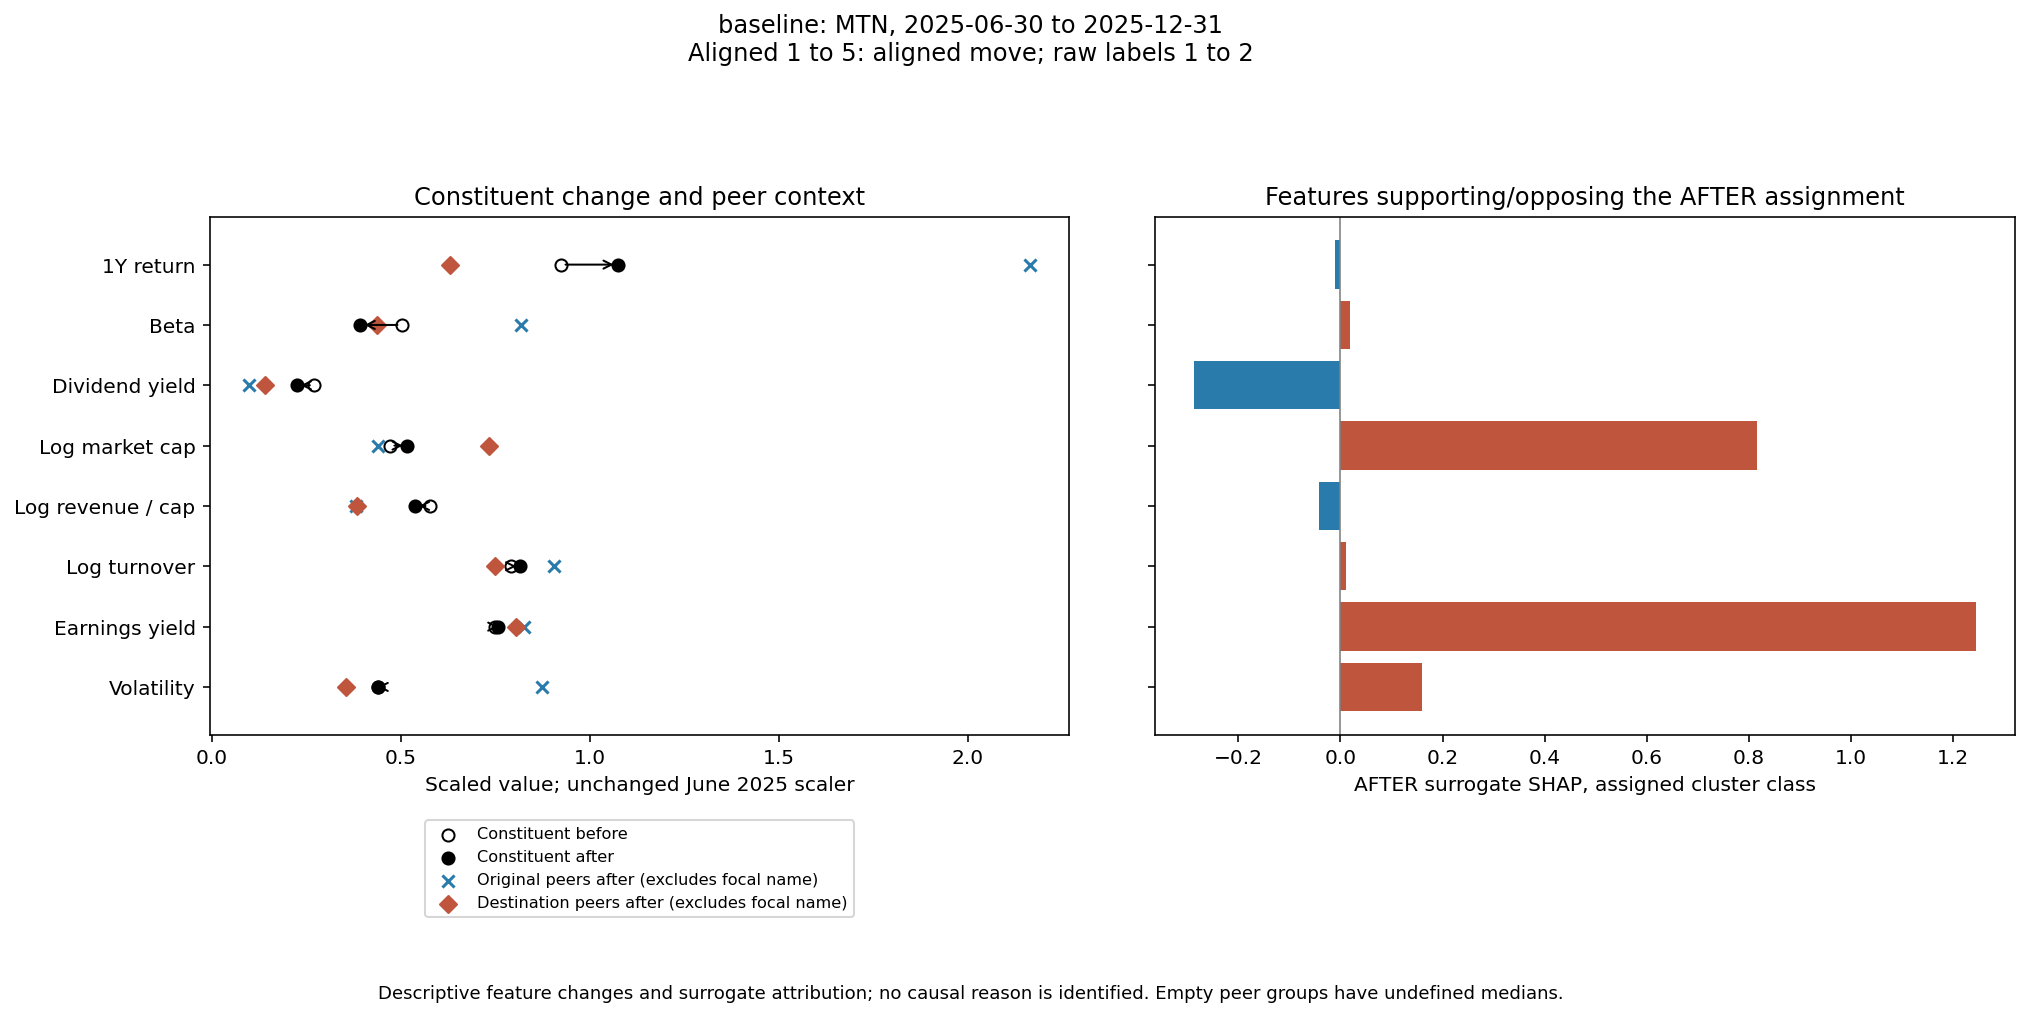 baseline: MTN, 2025-06-30 to 2025-12-31
Aligned 1 to 5: aligned move; raw labels 1 to 2
Constituent change and peer context
1Y return
Beta
Dividend yield
Log market cap
Log revenue / cap
Log turnover
Earnings yield
Volatility
0.0 0.5 1.0 1.5 2.0
Scaled value; unchanged June 2025 scaler
Constituent before
Constituent after
Original peers after (excludes focal name)
Destination peers after (excludes focal name)
Features supporting/opposing the AFTER assignment
−0.2 0.0 0.2 0.4 0.6 0.8 1.0 1.2
AFTER surrogate SHAP, assigned cluster class
Descriptive feature changes and surrogate attribution; no causal reason is identified. Empty peer groups have undefined medians.